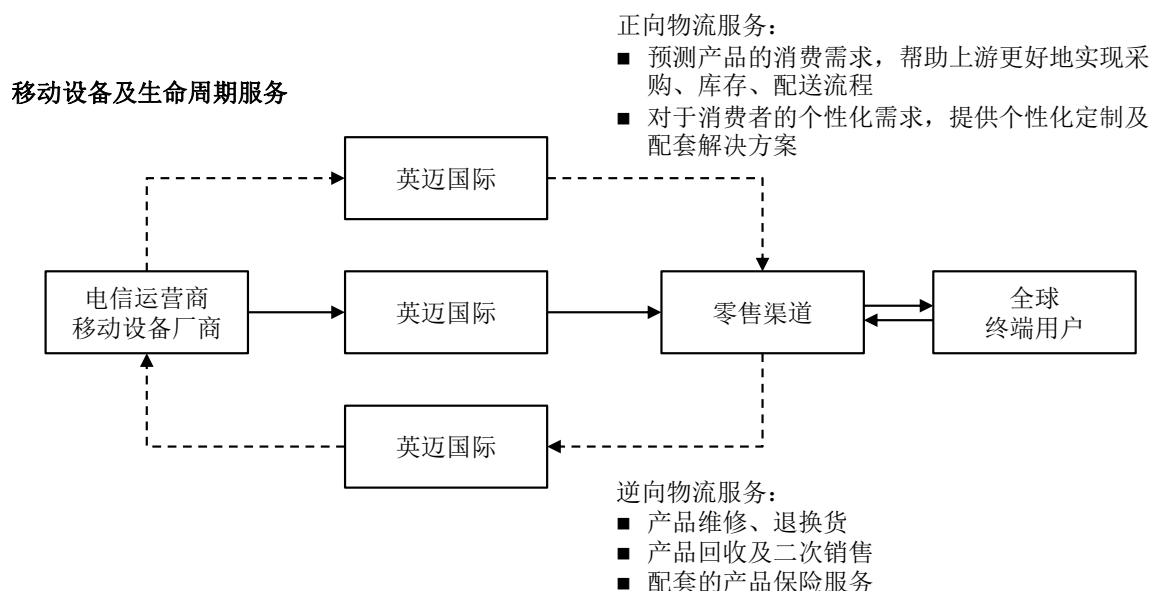 正向物流服务：
■ 预测产品的消费需求，帮助上游更好地实现采
购、库存、配送流程
■ 对于消费者的个性化需求，提供个性化定制及
配套解决方案
移动设备及生命周期服务
英迈国际
电信运营商
移动设备厂商
英迈国际
零售渠道
全球
终端用户
英迈国际
逆向物流服务：
■ 产品维修、退换货
■ 产品回收及二次销售
■ 配套的产品保险服务